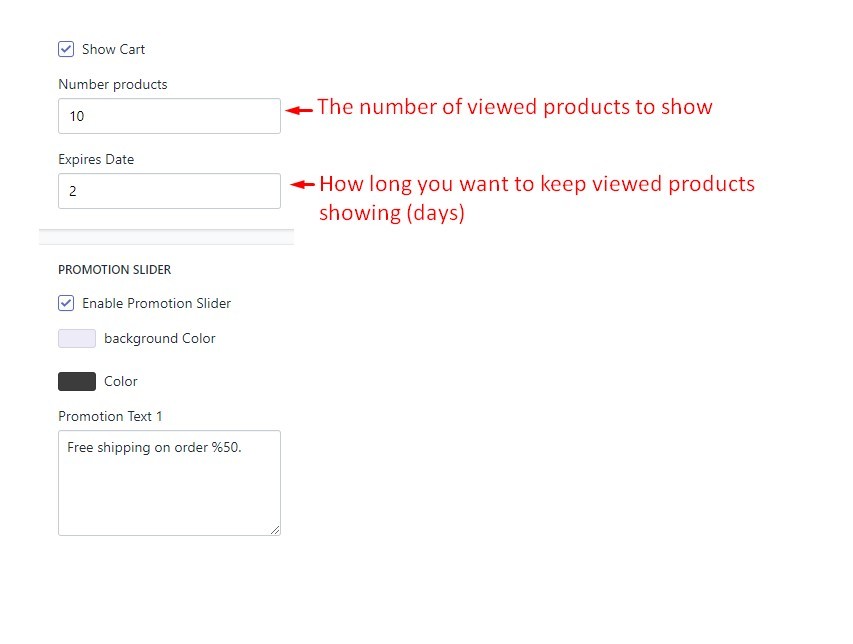 Show Cart
Number products
10
The number of viewed products to show
Expires Date
2
How long you want to keep viewed products
showing (days)
PROMOTION SLIDER
Enable Promotion Slider
background Color
Color
Promotion Text 1
Free shipping on order %50.